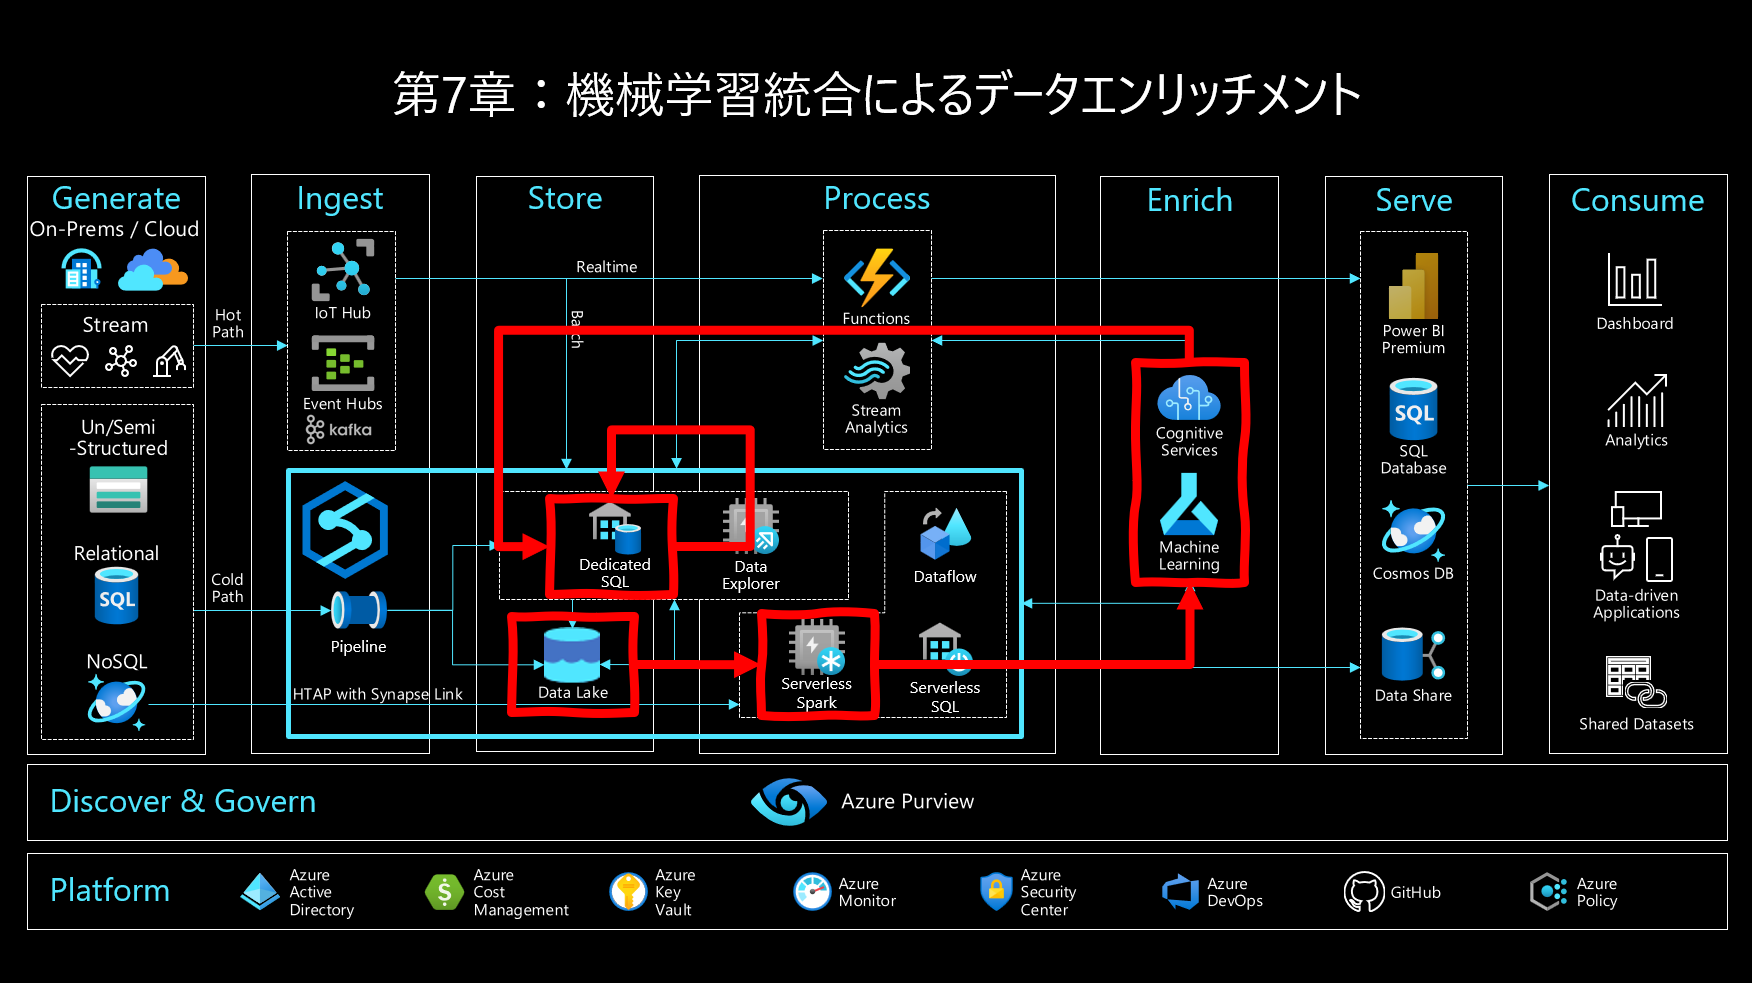 第7章：機械学習統合によるデータエンリッチメント
Generate
On-Prems / Cloud
Stream
Un/Semi
-Structured
Relational
SQL
NoSQL
Hot
Path
Cold
Path
Ingest
IoT Hub
Event Hubs
kafka
Pipeline
HTAP with Synapse Link
Store
Realtime
Batch
Dedicated
SQL
Data Lake
Process
Functions
Stream
Analytics
Data
Explorer
Dataflow
Serverless
Spark
Serverless
SQL
Enrich
Cognitive
Services
Machine
Learning
Serve
Power BI
Premium
SQL
SQL
Database
Cosmos DB
Data Share
Consume
Dashboard
Analytics
Data-driven
Applications
Shared Datasets
Discover & Govern
Azure Purview
Platform
Azure
Active
Directory
Azure
Cost
Management
Azure
Key
Vault
Azure
Monitor
Azure
Security
Center
Azure
DevOps
GitHub
Azure
Policy